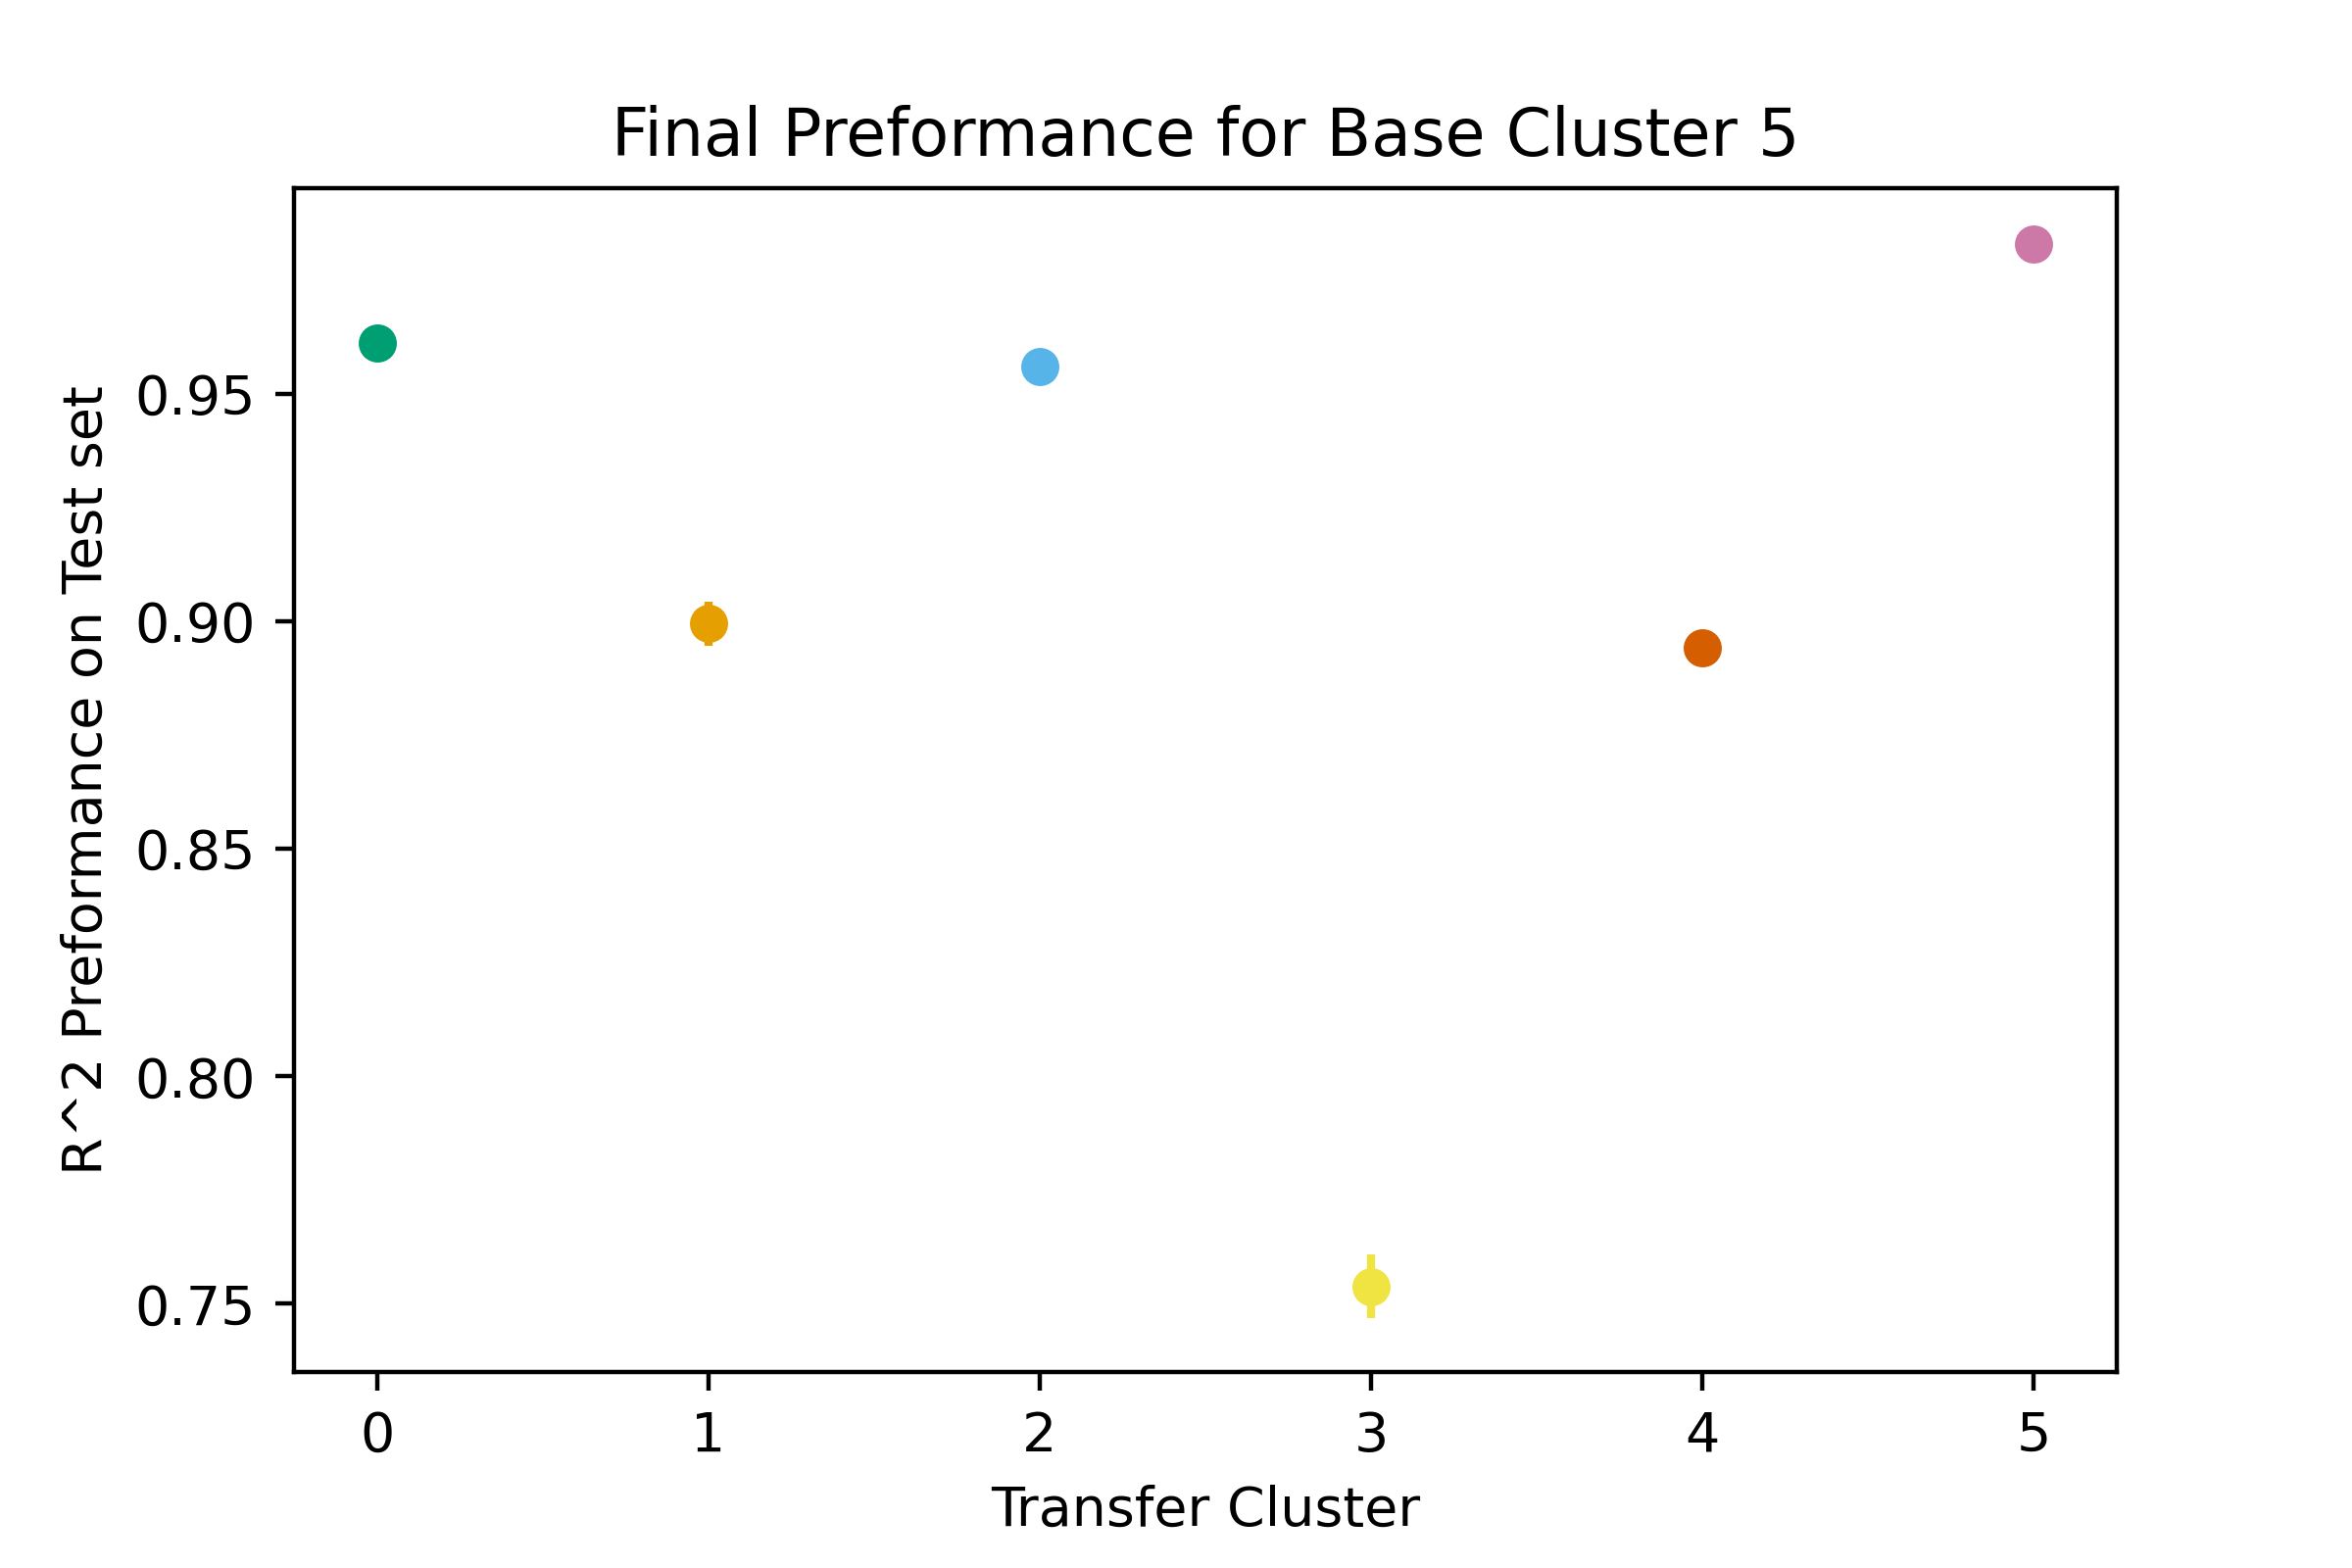 Final Preformance for Base Cluster 5
R^2 Preformance on Test set
0.95
0.90
0.85
0.80
0.75
0 1 2 3 4 5
Transfer Cluster